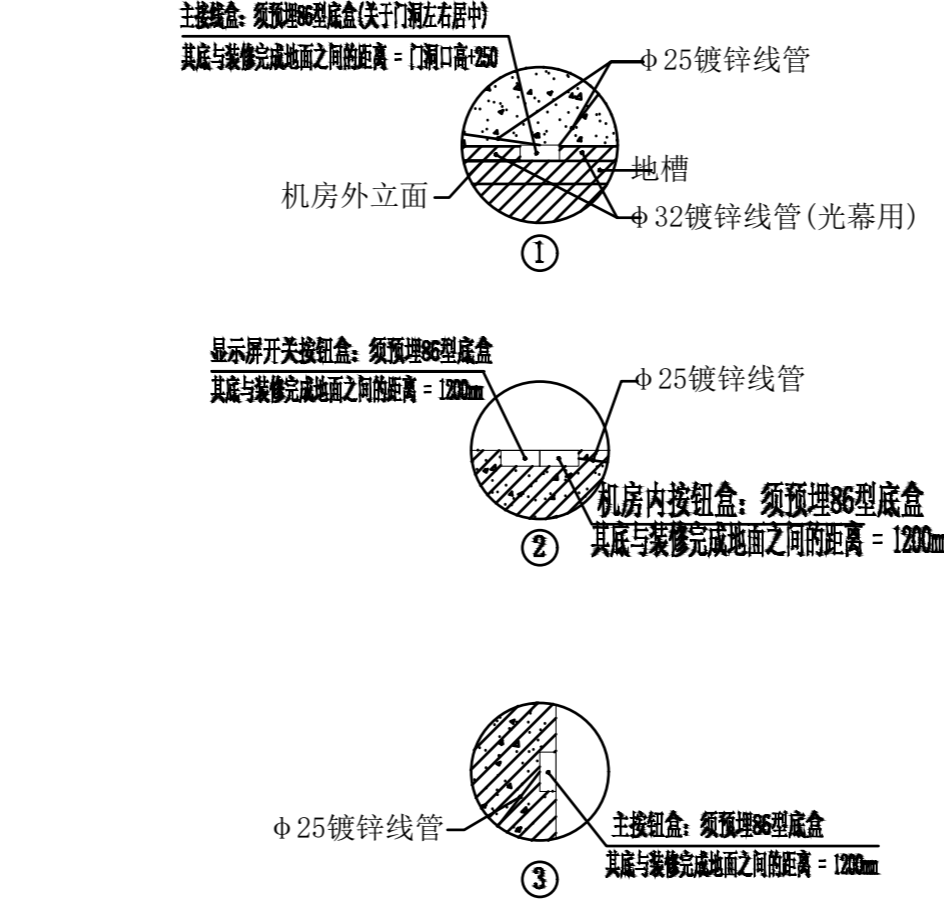 主接线盒：须预埋86型底盒(关于门洞左右居中)
其底与装修完成地面之间的距离 = 门洞口高+250
φ25镀锌线管
地槽
机房外立面
φ32镀锌线管(光幕用)
1
显示屏开关按钮盒：须预埋86型底盒
其底与装修完成地面之间的距离 = 1200mm
φ25镀锌线管
机房内按钮盒：须预埋86型底盒
其底与装修完成地面之间的距离 = 1200mm
2
φ25镀锌线管
主按钮盒：须预埋86型底盒
其底与装修完成地面之间的距离 = 1200mm
3